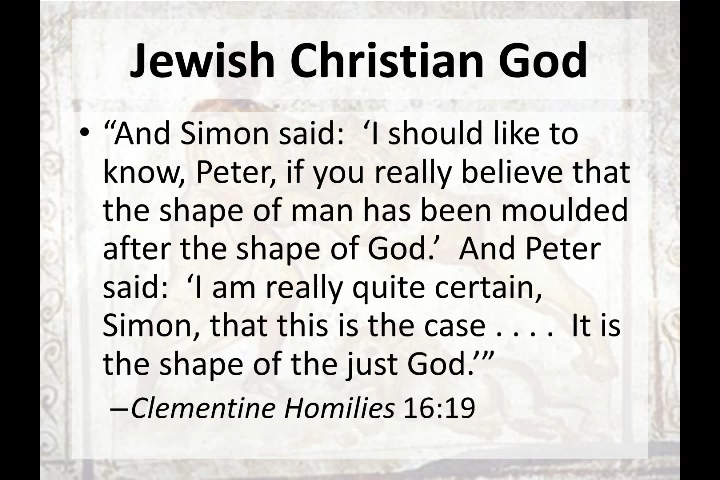 Jewish Christian God
• “And Simon said:  ‘I should like to
know, Peter, if you really believe that
the shape of man has been moulded
after the shape of God.’  And Peter
said:  ‘I am really quite certain,
Simon, that this is the case . . . .  It is
the shape of the just God.’”
–Clementine Homilies 16:19